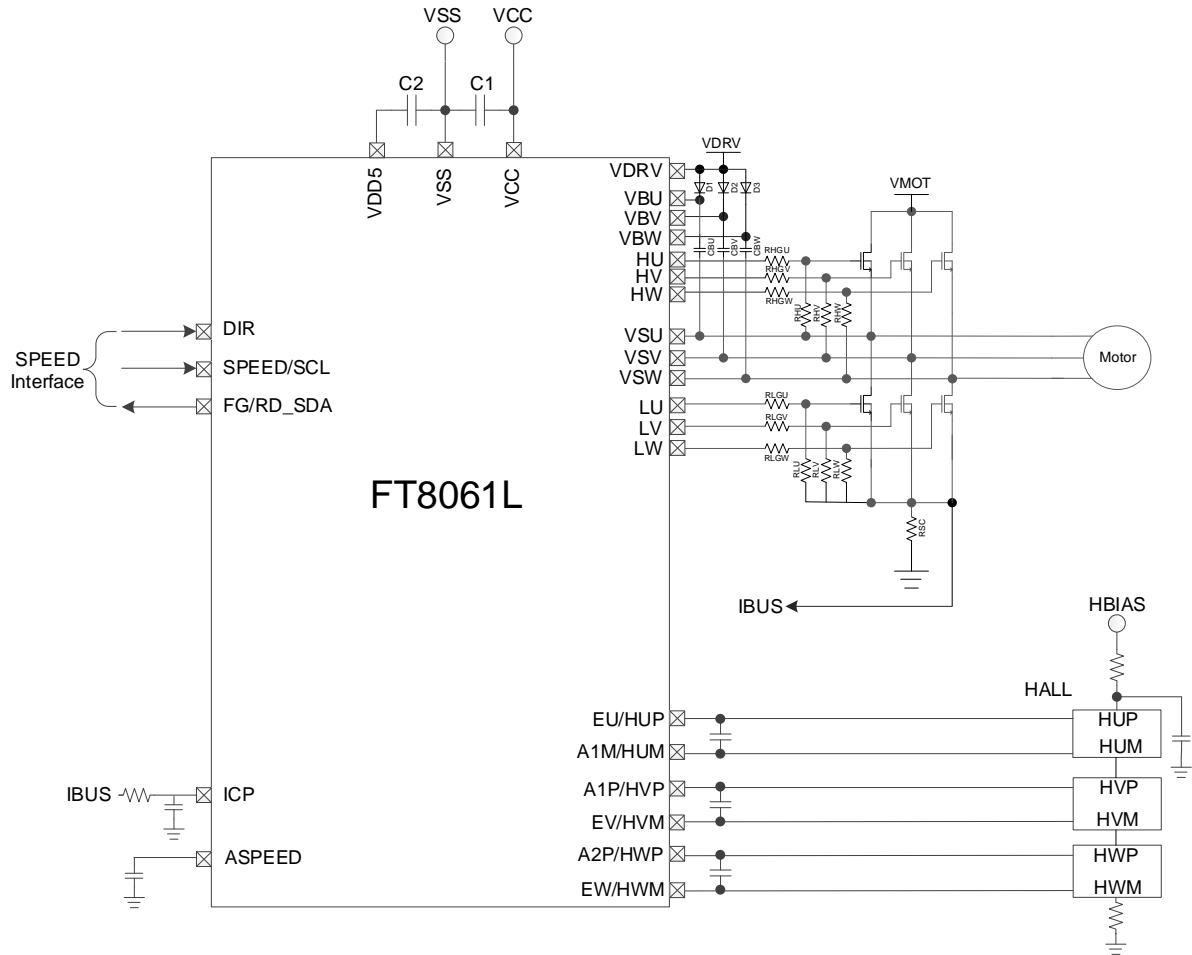 VSS
VCC
C2
C1
VDD5
VSS
VCC
VDRV
VBU
VBV
VBW
HU
HV
HW
VSU
VSV
VSW
LU
LV
LW
VDRV
D1
D2
D3
CBU
CBV
CBW
RHGU
RHGV
RHGW
RHU
RHV
RHW
VMOT
Motor
RLGU
RLGV
RLGW
RLU
RLV
RLW
RSC
IBUS
SPEED
Interface
DIR
SPEED/SCL
FG/RD_SDA
FT8061L
HBIAS
HALL
EU/HUP
A1M/HUM
A1P/HVP
EV/HVM
A2P/HWP
EW/HWM
HUP
HUM
HVP
HVM
HWP
HWM
IBUS
ICP
ASPEED